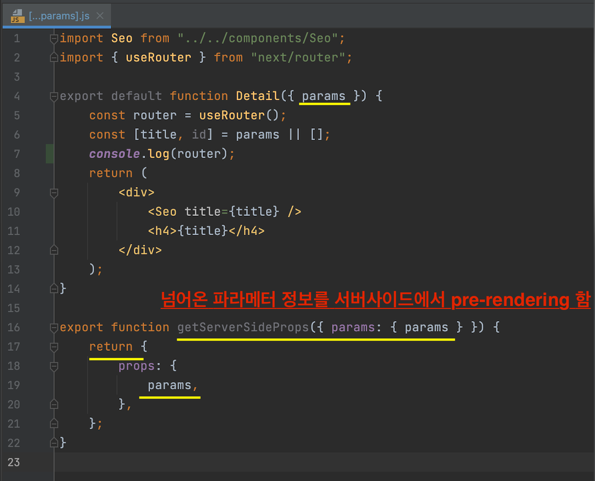 [...params].js
1 import Seo from "../../components/Seo";
2 import { useRouter } from "next/router";
3
4 export default function Detail({ params }) {
5 const router = useRouter();
6 const [title, id] = params || [];
7 console.log(router);
8 return (
9 <div>
10 <Seo title={title} />
11 <h4>{title}</h4>
12 </div>
13 );
14 }
넘어온 파라메터 정보를 서버사이드에서 pre-rendering 함
15
16 export function getServerSideProps({ params: { params } }) {
17 return {
18 props: {
19 params,
20 },
21 };
22 }
23